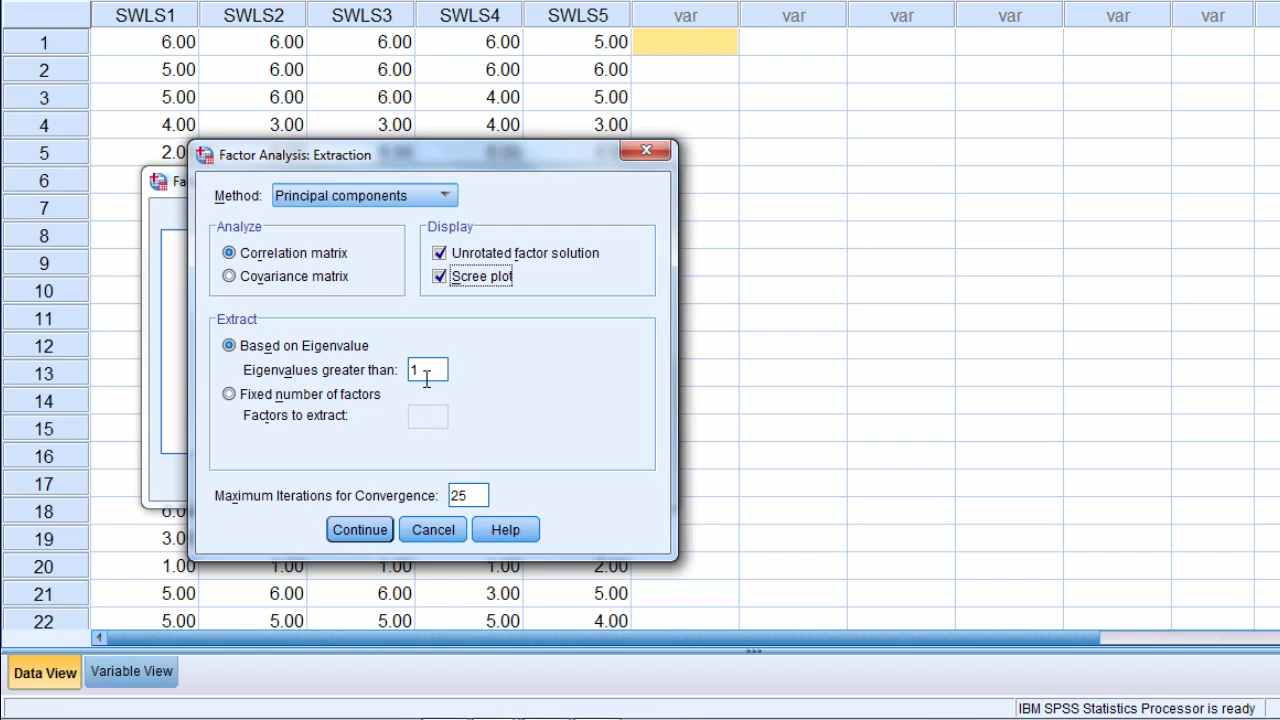 SWLS1 SWLS2 SWLS3 SWLS4 SWLS5 var var var var var var
1 6.00 6.00 6.00 6.00 5.00
2 5.00 6.00 6.00 6.00 6.00
3 5.00 6.00 6.00 4.00 5.00
4 4.00 3.00 3.00 4.00 3.00
5 2.0
6
7
8
9
10
11
12
13
14
15
16
17
18 6.0
19 3.0
20 1.00 1.00 1.00 1.00 2.00
21 5.00 6.00 6.00 3.00 5.00
22 5.00 5.00 5.00 5.00 4.00
Fa
Factor Analysis: Extraction
Method: Principal components
Analyze
Correlation matrix
Covariance matrix
Display
Unrotated factor solution
Scree plot
Extract
Based on Eigenvalue
Eigenvalues greater than: 1
Fixed number of factors
Factors to extract:
Maximum Iterations for Convergence: 25
Continue Cancel Help
Data View Variable View
IBM SPSS Statistics Processor is ready